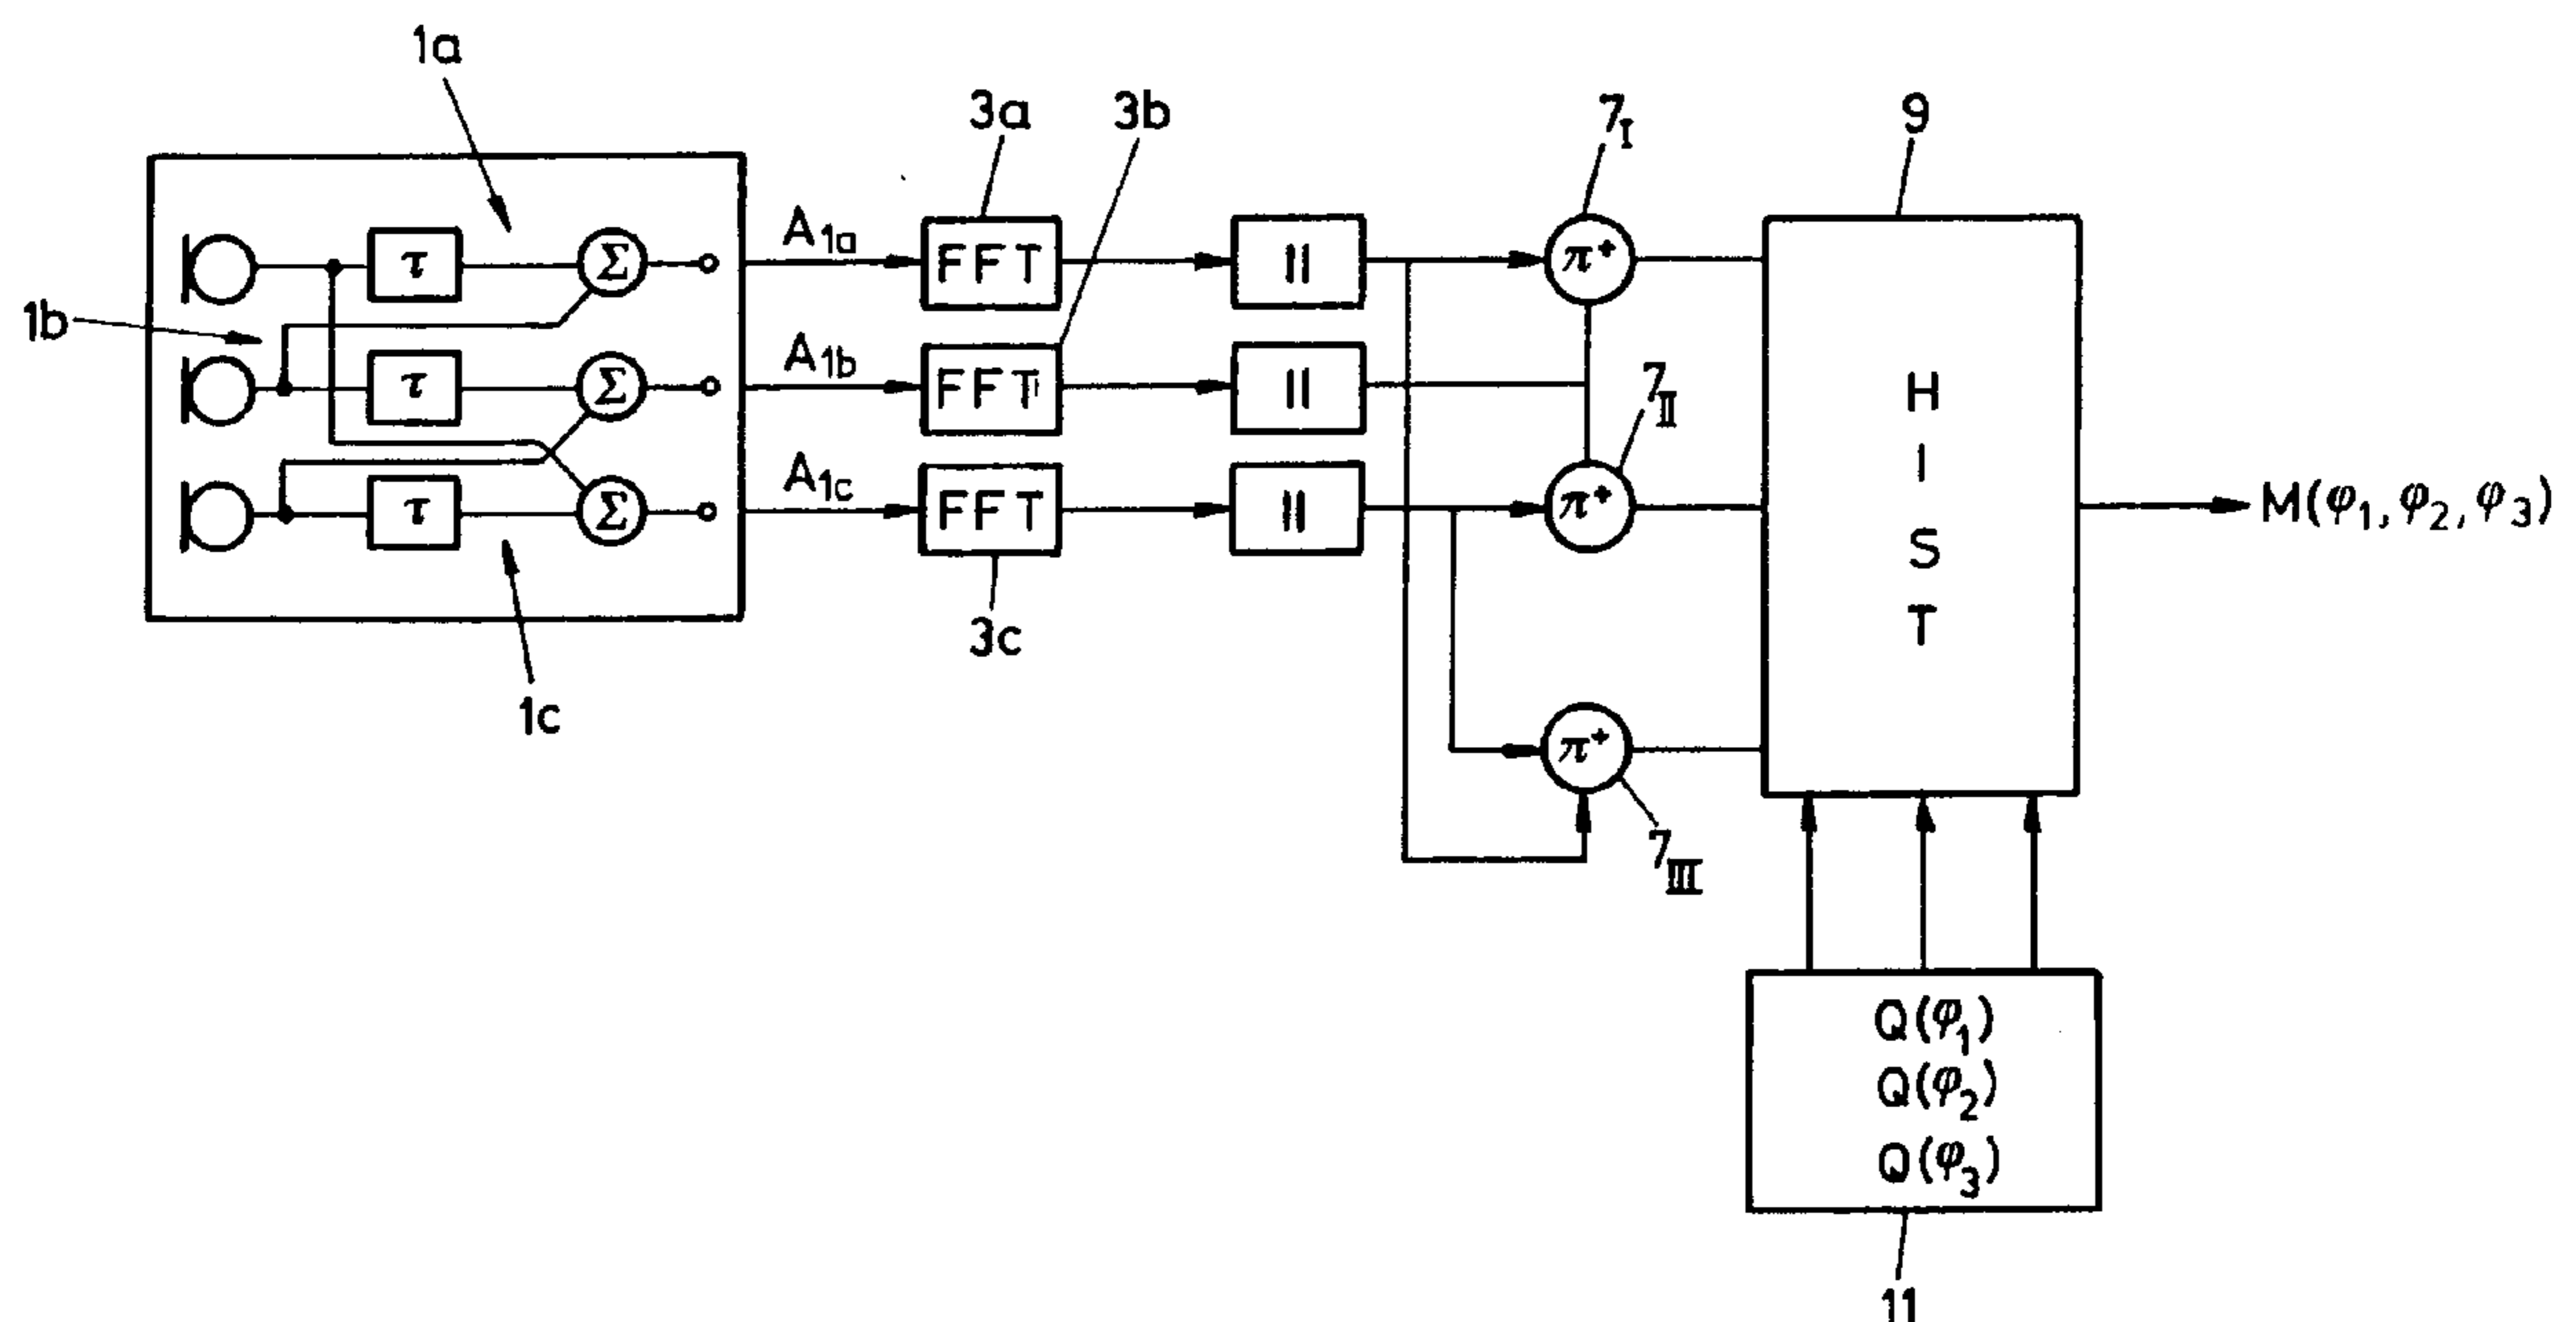 1a
3a
3b
7I
9
1b
τ
Σ
A1a
FFT
||
π+
τ
Σ
A1b
FFT
||
7II
τ
Σ
A1c
FFT
||
π+
HIST
M(φ1, φ2, φ3)
3c
1c
π+
7III
Q(φ1)
Q(φ2)
Q(φ3)
11